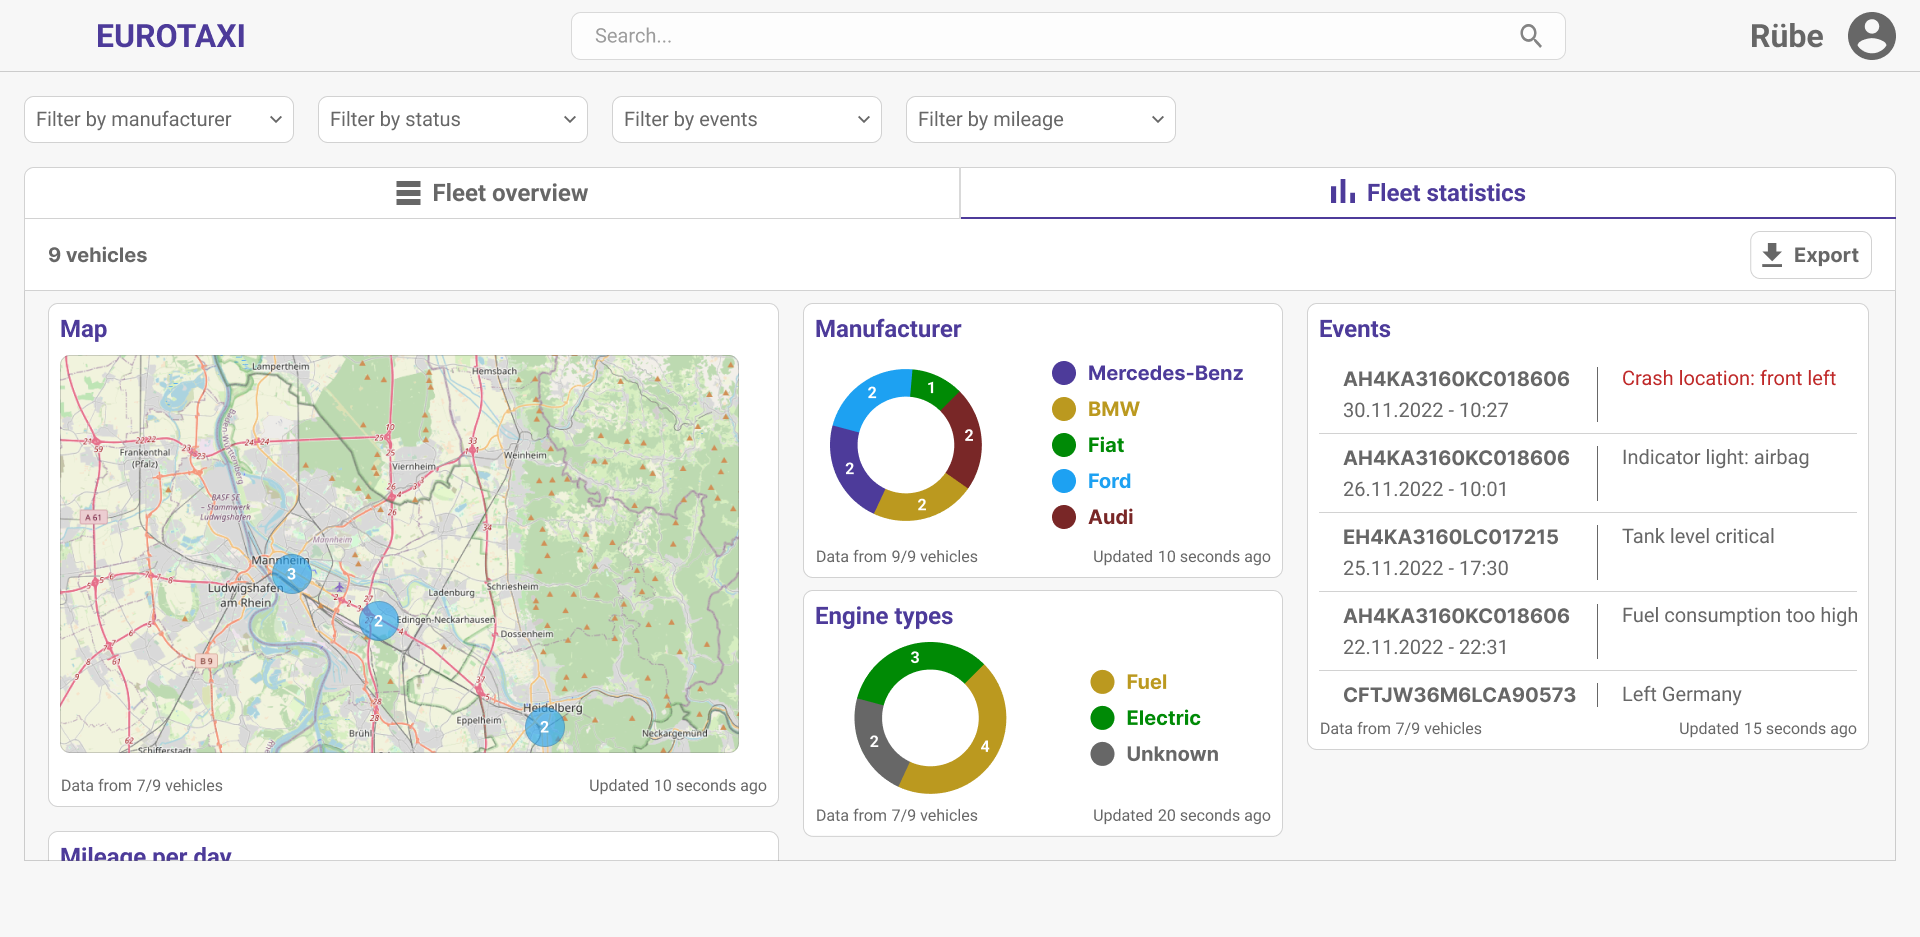 EUROTAXI
Search...
Rübe
Filter by manufacturer
Filter by status
Filter by events
Filter by mileage
Fleet overview
Fleet statistics
9 vehicles
Export
Map
Lampertheim
Hemsbach
Frankenthal
(Pfalz)
Viernheim
Weinheim
BASF SE
- Stammwerk
Ludwigshafen
A 61
Mannheim
Mannheim
3
Ludwigshafen
am Rhein
Schriesheim
Ladenburg
2
Edingen-Neckarhausen
Dossenheim
B 9
Heidelberg
Eppelheim
2
Brühl
Neckargemünd
Schifferstadt
Data from 7/9 vehicles
Updated 10 seconds ago
Mileage per day
Manufacturer
2
1
2
2
2
Mercedes-Benz
BMW
Fiat
Ford
Audi
Data from 9/9 vehicles
Updated 10 seconds ago
Engine types
3
2
4
Fuel
Electric
Unknown
Data from 7/9 vehicles
Updated 20 seconds ago
Events
AH4KA3160KC018606
30.11.2022 - 10:27
Crash location: front left
AH4KA3160KC018606
26.11.2022 - 10:01
Indicator light: airbag
EH4KA3160LC017215
25.11.2022 - 17:30
Tank level critical
AH4KA3160KC018606
22.11.2022 - 22:31
Fuel consumption too high
CFTJW36M6LCA90573
Left Germany
Data from 7/9 vehicles
Updated 15 seconds ago